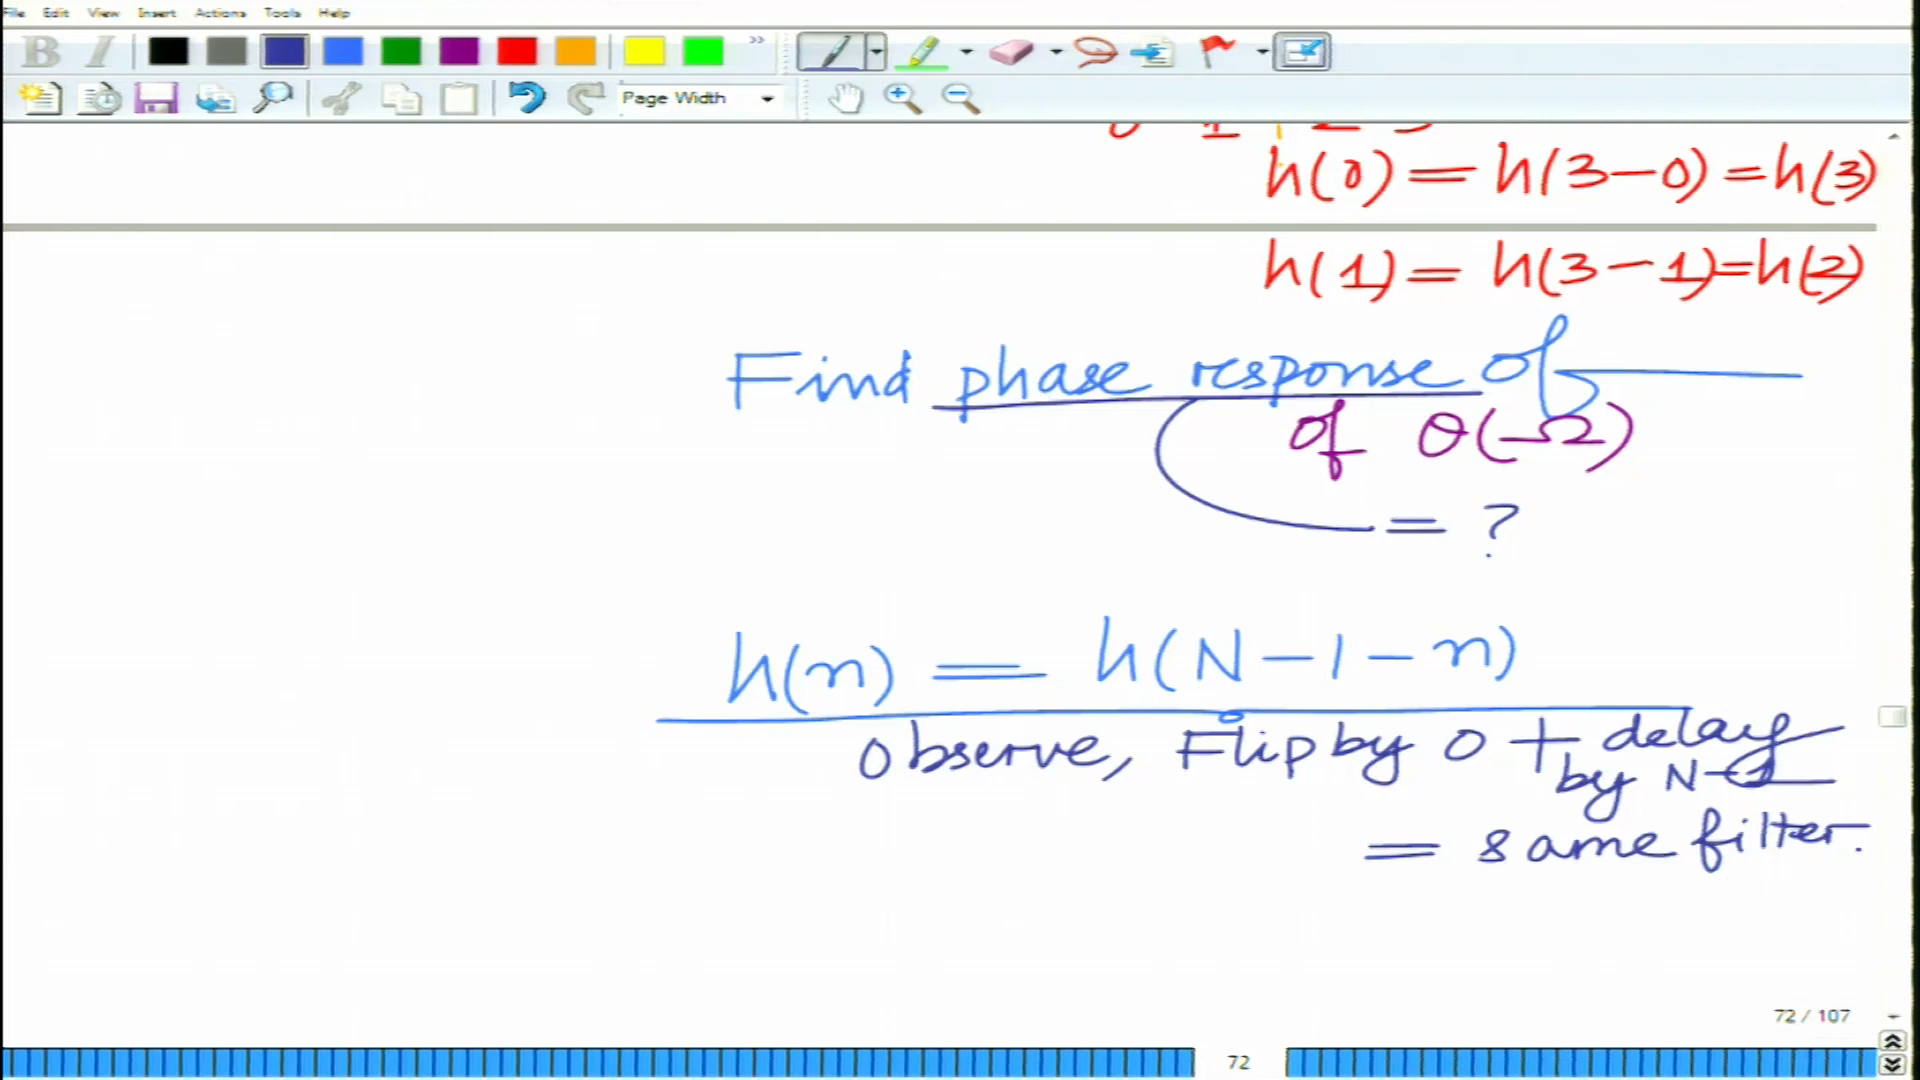 File Edit View Insert Actions Tools Help
B I
Page Width
h(0) = h(3-0) = h(3)
h(1) = h(3-1) = h(2)
Find phase response of
of θ(Ω)
= ?
h(n) = h(N-1-n)
observe, Flip by 0 + delay
by N-1
= same filter.
72 / 107
72